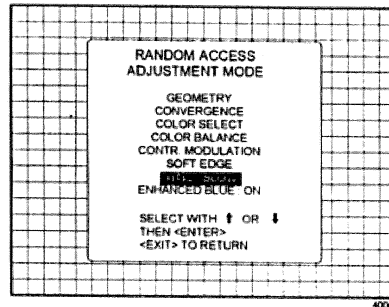 RANDOM ACCESS
ADJUSTMENT MODE
GEOMETRY
CONVERGENCE
COLOR SELECT
COLOR BALANCE
CONTR. MODULATION
SOFT EDGE
ENHANCED BLUE ON
SELECT WITH ⬆ OR ⬇
THEN <ENTER>
<EXIT> TO RETURN
400